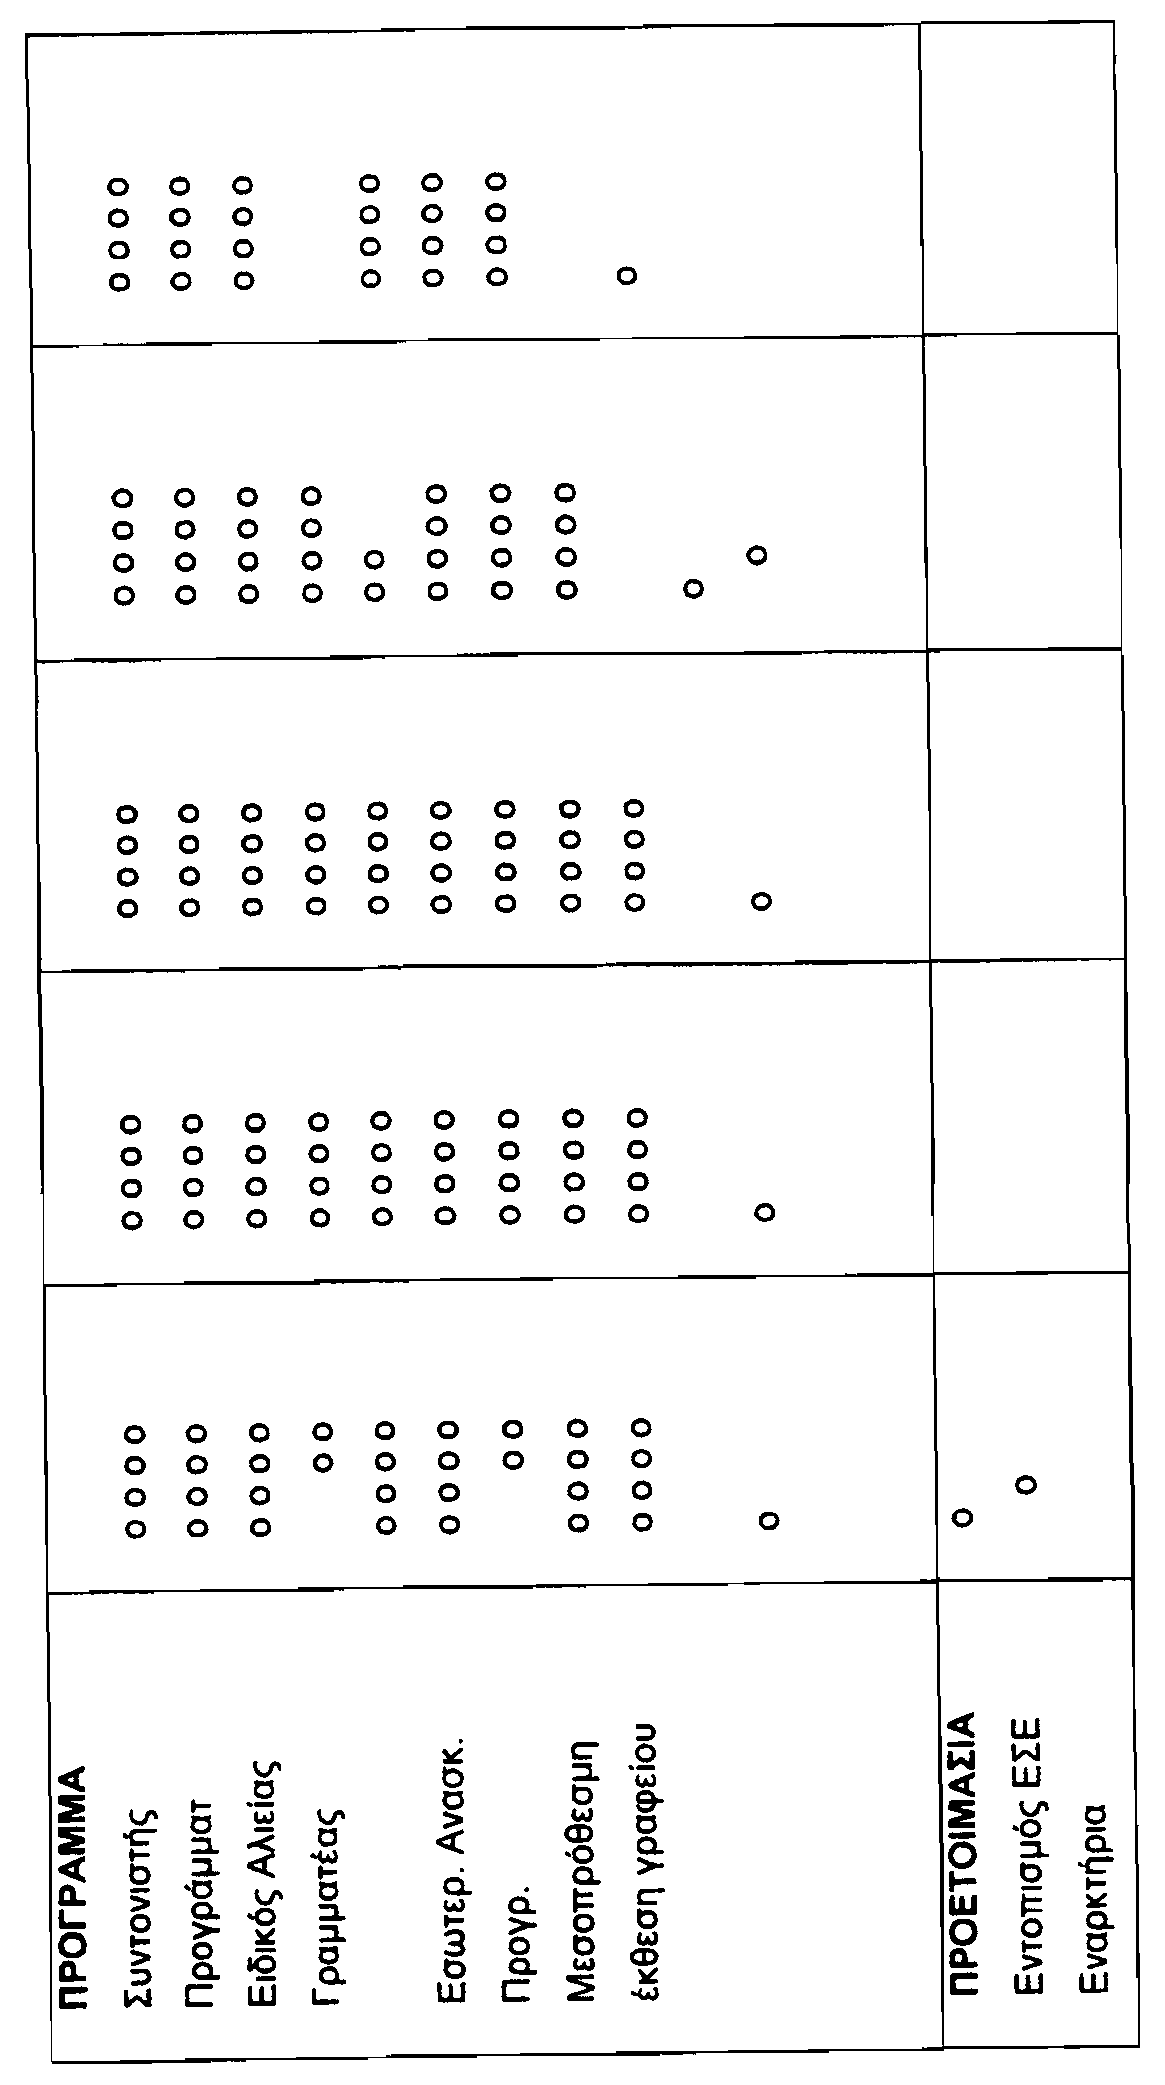 ΠΡΟΓΡΑΜΜΑ
Συντονιστής
Προγράμματ
Ειδικός Αλιείας
Γραμματέας
Εσωτερ. Ανασκ.
Προγρ.
Μεσοπρόθεσμη
έκθεση γραφείου
ΠΡΟΕΤΟΙΜΑΣΙΑ
Εντοπισμός ΕΣΕ
Εναρκτήρια